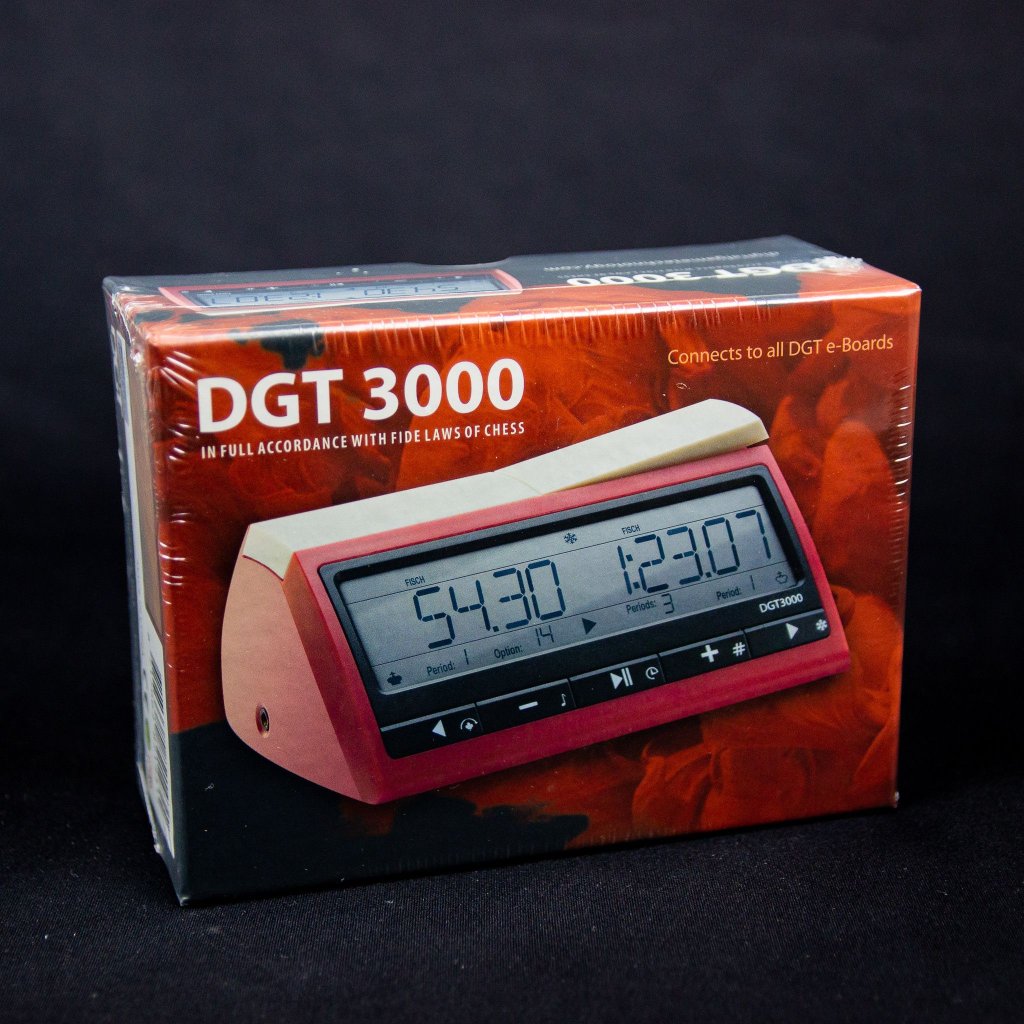 DGT 3000
DGT 3000
IN FULL ACCORDANCE WITH FIDE LAWS OF CHESS
Connects to all DGT e-Boards
FISCH FISCH
54.30 1:23.07
Period: 1 Option: 14 Periods: 3 Period: 1
DGT3000